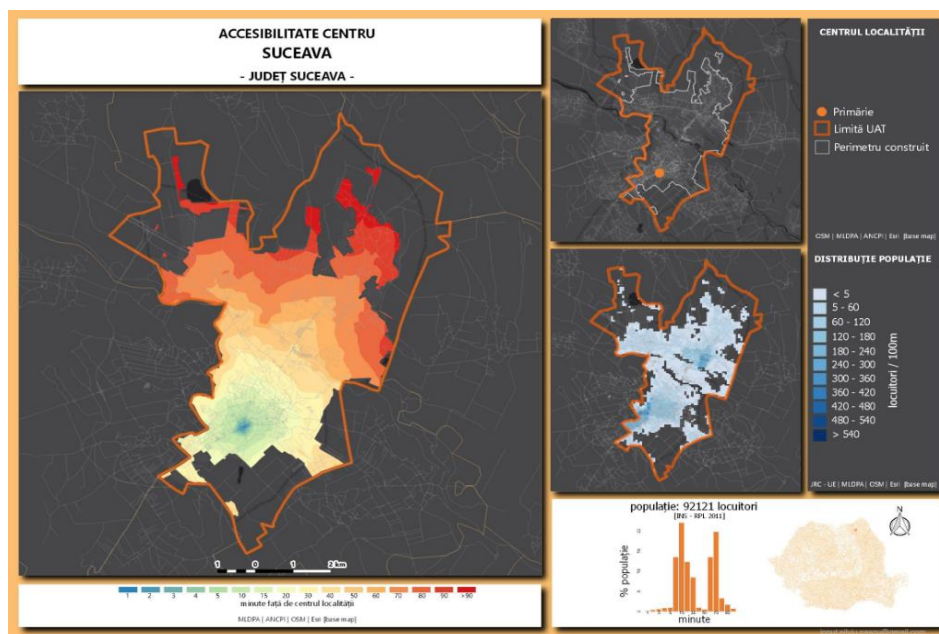 ACCESIBILITATE CENTRU
SUCEAVA
- JUDEȚ SUCEAVA -
1 0 1 2 km
1 2 3 4 5 10 15 20 30 40 50 60 70 80 90 >90
minute față de centrul localității
MLDPA | ANCPI | OSM | Esri [base map]
CENTRUL LOCALITĂȚII
Primărie
Limită UAT
Perimetru construit
OSM | MLDPA | ANCPI | Esri [base map]
DISTRIBUȚIE POPULAȚIE
< 5
5 - 60
60 - 120
120 - 180
180 - 240
240 - 300
300 - 360
360 - 420
420 - 480
480 - 540
> 540
locuitori / 100m
JRC - UE | MLDPA | OSM | Esri [base map]
populație: 92121 locuitori
[INS - RPL 2011]
% populație
minute
N